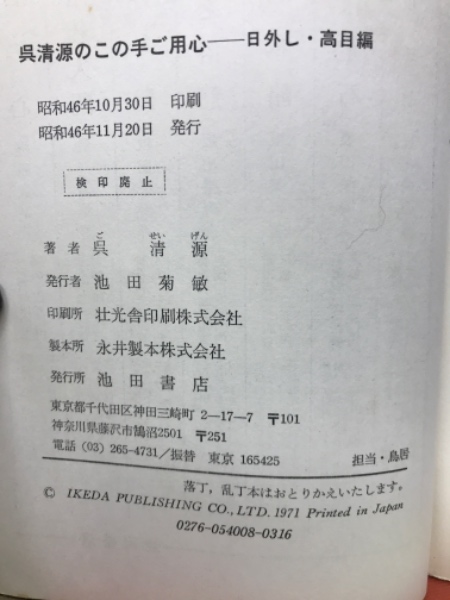 呉清源のこの手ご用心——日外し・高目編
昭和46年10月30日 印刷
昭和46年11月20日 発行
検印廃止
ご せい げん
著者 呉清源
発行者 池田菊敏
印刷所 壮光舎印刷株式会社
製本所 永井製本株式会社
発行所 池田書店
東京都千代田区神田三崎町 2—17—7 〒101
神奈川県藤沢市鵠沼2501 〒251
電話 (03) 265-4731／振替 東京 165425 担当・鳥居
落丁，乱丁本はおとりかえいたします。
© IKEDA PUBLISHING CO., LTD. 1971 Printed in Japan
0276-054008-0316